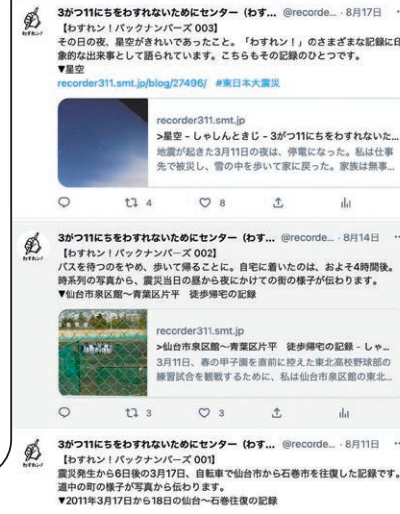 3がつ11にちをわすれないためにセンター（わす... @recorde... · 8月17日 ...
わすれン!
【わすれン！バックナンバーズ 003】
その日の夜、星空がきれいであったこと。「わすれン！」のさまざまな記録に印
象的な出来事として語られています。こちらもその記録のひとつです。
▼星空
recorder311.smt.jp/blog/27496/ #東日本大震災
recorder311.smt.jp
>星空 - しゃしんときじ - 3がつ11にちをわすれないた...
地震が起きた3月11日の夜は、停電になった。私は仕事
先で被災し、雪の中を歩いて家に戻った。家族は無事...
4 8
3がつ11にちをわすれないためにセンター（わす... @recorde... · 8月14日 ...
わすれン!
【わすれン！バックナンバーズ 002】
バスを待つのをやめ、歩いて帰ることに。自宅に着いたのは、およそ4時間後。
時系列の写真から、震災当日の昼から夜にかけての街の様子が伝わります。
▼仙台市泉区館～青葉区片平 徒歩帰宅の記録
recorder311.smt.jp
>仙台市泉区館～青葉区片平 徒歩帰宅の記録 - しゃ...
3月11日、春の甲子園を直前に控えた東北高校野球部の
練習試合を観戦するために、私は仙台市泉区館の東北...
3 3
3がつ11にちをわすれないためにセンター（わす... @recorde... · 8月11日 ...
わすれン!
【わすれン！バックナンバーズ 001】
震災発生から6日後の3月17日、自転車で仙台市から石巻市を往復した記録です。
道中の町の様子が写真から伝わります。
▼2011年3月17日から18日の仙台～石巻往復の記録